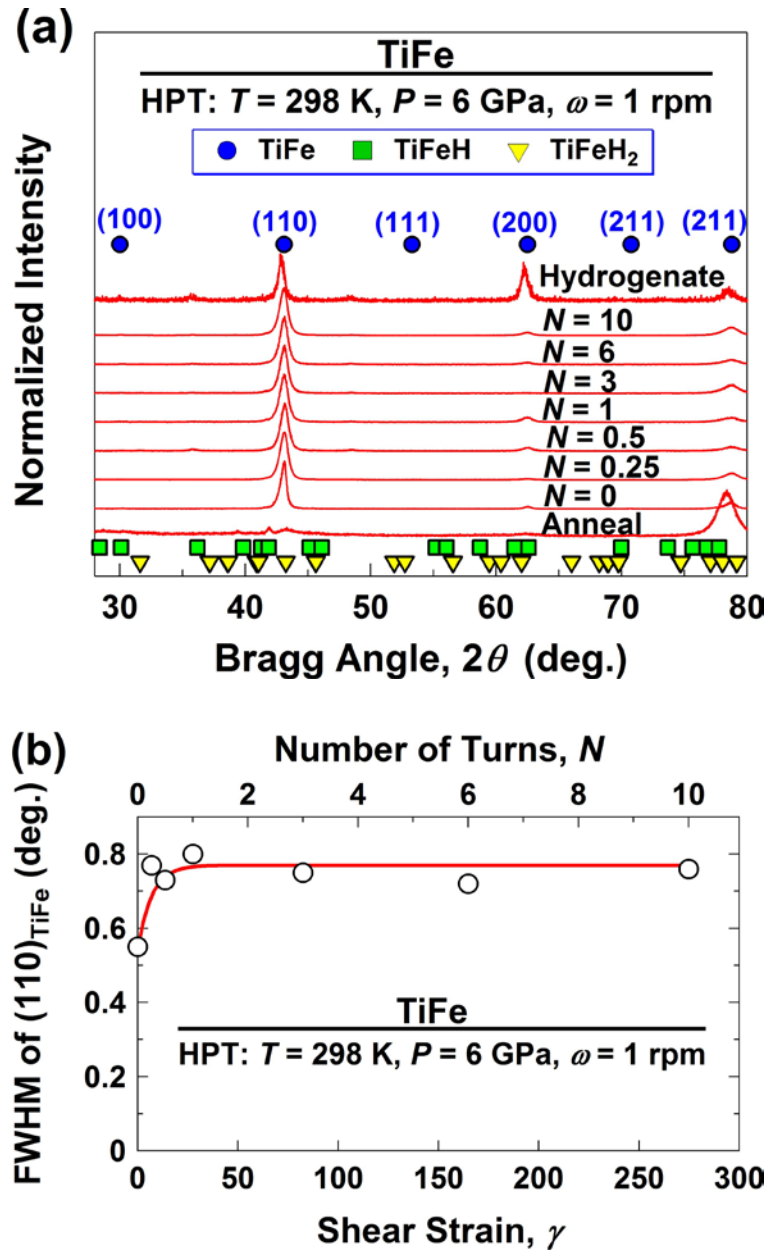 (a)
TiFe
HPT: T = 298 K, P = 6 GPa, ω = 1 rpm
TiFe TiFeH TiFeH₂
(100) (110) (111) (200) (211) (211)
Hydrogenate
N = 10
N = 6
N = 3
N = 1
N = 0.5
N = 0.25
N = 0
Anneal
Normalized Intensity
30 40 50 60 70 80
Bragg Angle, 2θ (deg.)
(b)
Number of Turns, N
0 2 4 6 8 10
FWHM of (110)TiFe (deg.)
0.8
0.6
0.4
0.2
0
TiFe
HPT: T = 298 K, P = 6 GPa, ω = 1 rpm
0 50 100 150 200 250 300
Shear Strain, γ